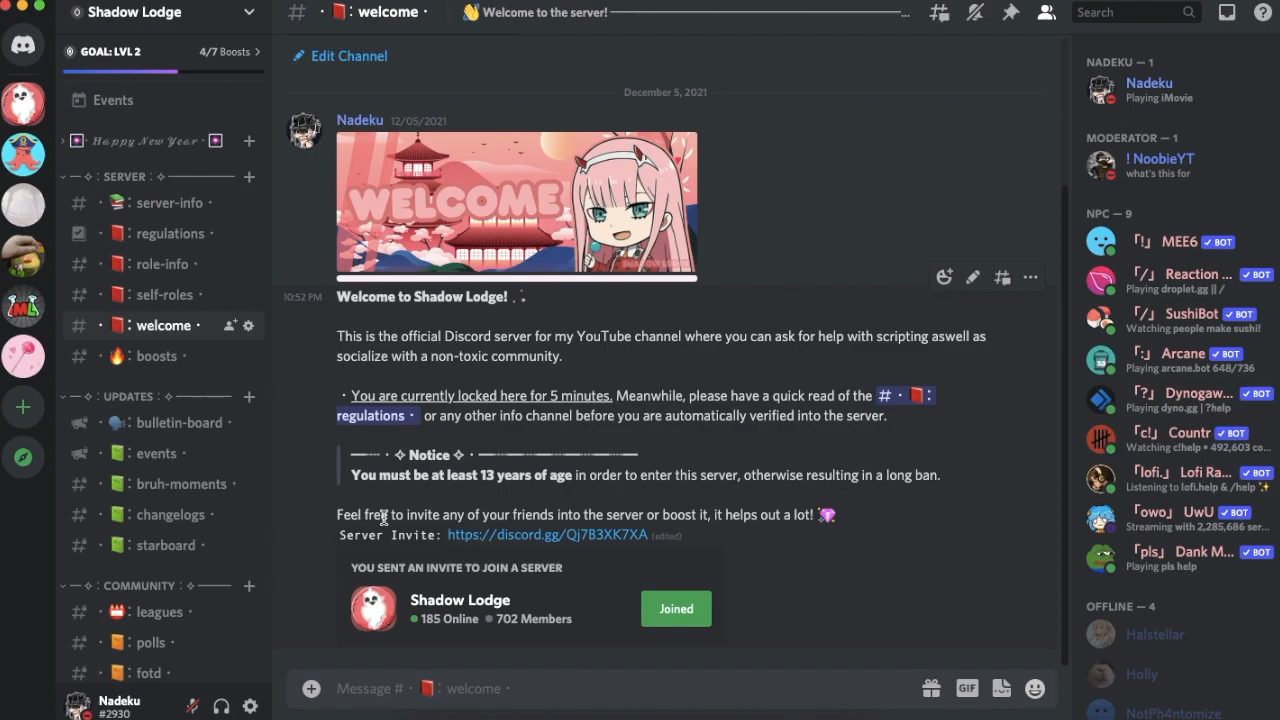 Shadow Lodge
GOAL: LVL 2 4/7 Boosts
Events
Happy New Year
SERVER
server-info
regulations
role-info
self-roles
welcome
boosts
UPDATES
bulletin-board
events
bruh-moments
changelogs
starboard
COMMUNITY
leagues
polls
fotd
Nadeku
#2930
welcome
Welcome to the server!
Search
Edit Channel
December 5, 2021
Nadeku 12/05/2021
WELCOME
10:52 PM Welcome to Shadow Lodge!
This is the official Discord server for my YouTube channel where you can ask for help with scripting aswell as
socialize with a non-toxic community.
· You are currently locked here for 5 minutes. Meanwhile, please have a quick read of the # · 📕:
regulations · or any other info channel before you are automatically verified into the server.
✧ Notice ✧
You must be at least 13 years of age in order to enter this server, otherwise resulting in a long ban.
Feel free to invite any of your friends into the server or boost it, it helps out a lot!
Server Invite: https://discord.gg/Qj7B3XK7XA (edited)
YOU SENT AN INVITE TO JOIN A SERVER
Shadow Lodge
185 Online 702 Members
Joined
Message # · 📕: welcome ·
GIF
NADEKU — 1
Nadeku
Playing iMovie
MODERATOR — 1
! NoobieYT
what's this for
NPC — 9
「!」 MEE6 ✓ BOT
「/」 Reaction ... ✓ BOT
Playing droplet.gg || /
「/」 SushiBot ✓ BOT
Watching people make sushi!
「:」 Arcane ✓ BOT
Watching arcane.bot 648/736
「?」 Dynogaw... ✓ BOT
Playing dyno.gg | ?help
「c!」 Countr ✓ BOT
Watching c!help • 492,603 co...
「lofi.」 Lofi Ra... ✓ BOT
Listening to lofi.help & /help ✨
「owo」 UwU ✓ BOT
Streaming with 2,285,686 ser...
「pls」 Dank M... ✓ BOT
Playing pls help
OFFLINE — 4
Halstellar
Holly
NotPh4ntomize